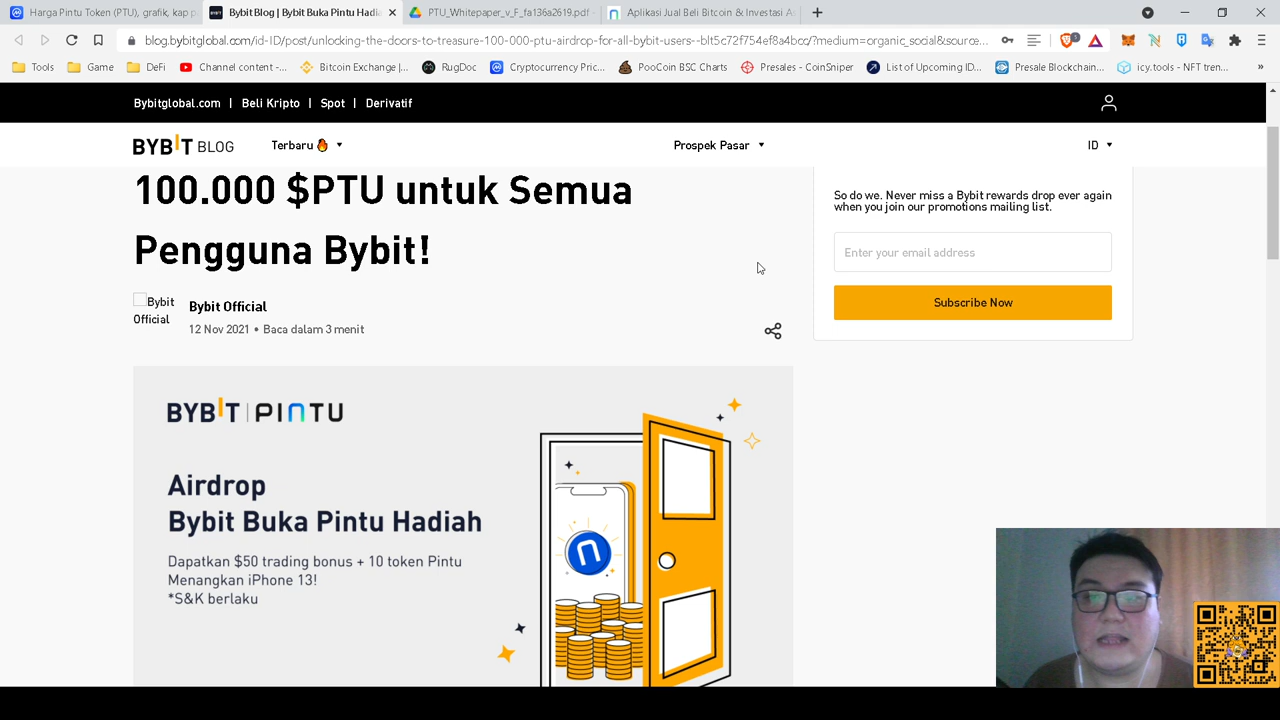 Harga Pintu Token (PTU), grafik, kap p
Bybit Blog | Bybit Buka Pintu Hadia
PTU_Whitepaper_v_F_fa136a2619.pdf -
Aplikasi Jual Beli Bitcoin & Investasi A
blog.bybitglobal.com/id-ID/post/unlocking-the-doors-to-treasure-100-000-ptu-airdrop-for-all-bybit-users--blt5c72f754ef8a4bcc/?medium=organic_social&source...
Tools
Game
DeFi
Channel content -...
Bitcoin Exchange |...
RugDoc
Cryptocurrency Pric...
PooCoin BSC Charts
Presales - CoinSniper
List of Upcoming ID...
Presale Blockchain...
icy.tools - NFT tren...
»
Bybitglobal.com | Beli Kripto | Spot | Derivatif
BYBIT BLOG
Terbaru
Prospek Pasar
ID
100.000 $PTU untuk Semua
Pengguna Bybit!
Bybit Official
Bybit Official
12 Nov 2021 • Baca dalam 3 menit
So do we. Never miss a Bybit rewards drop ever again
when you join our promotions mailing list.
Enter your email address
Subscribe Now
BYBIT | PINTU
Airdrop
Bybit Buka Pintu Hadiah
Dapatkan $50 trading bonus + 10 token Pintu
Menangkan iPhone 13!
*S&K berlaku